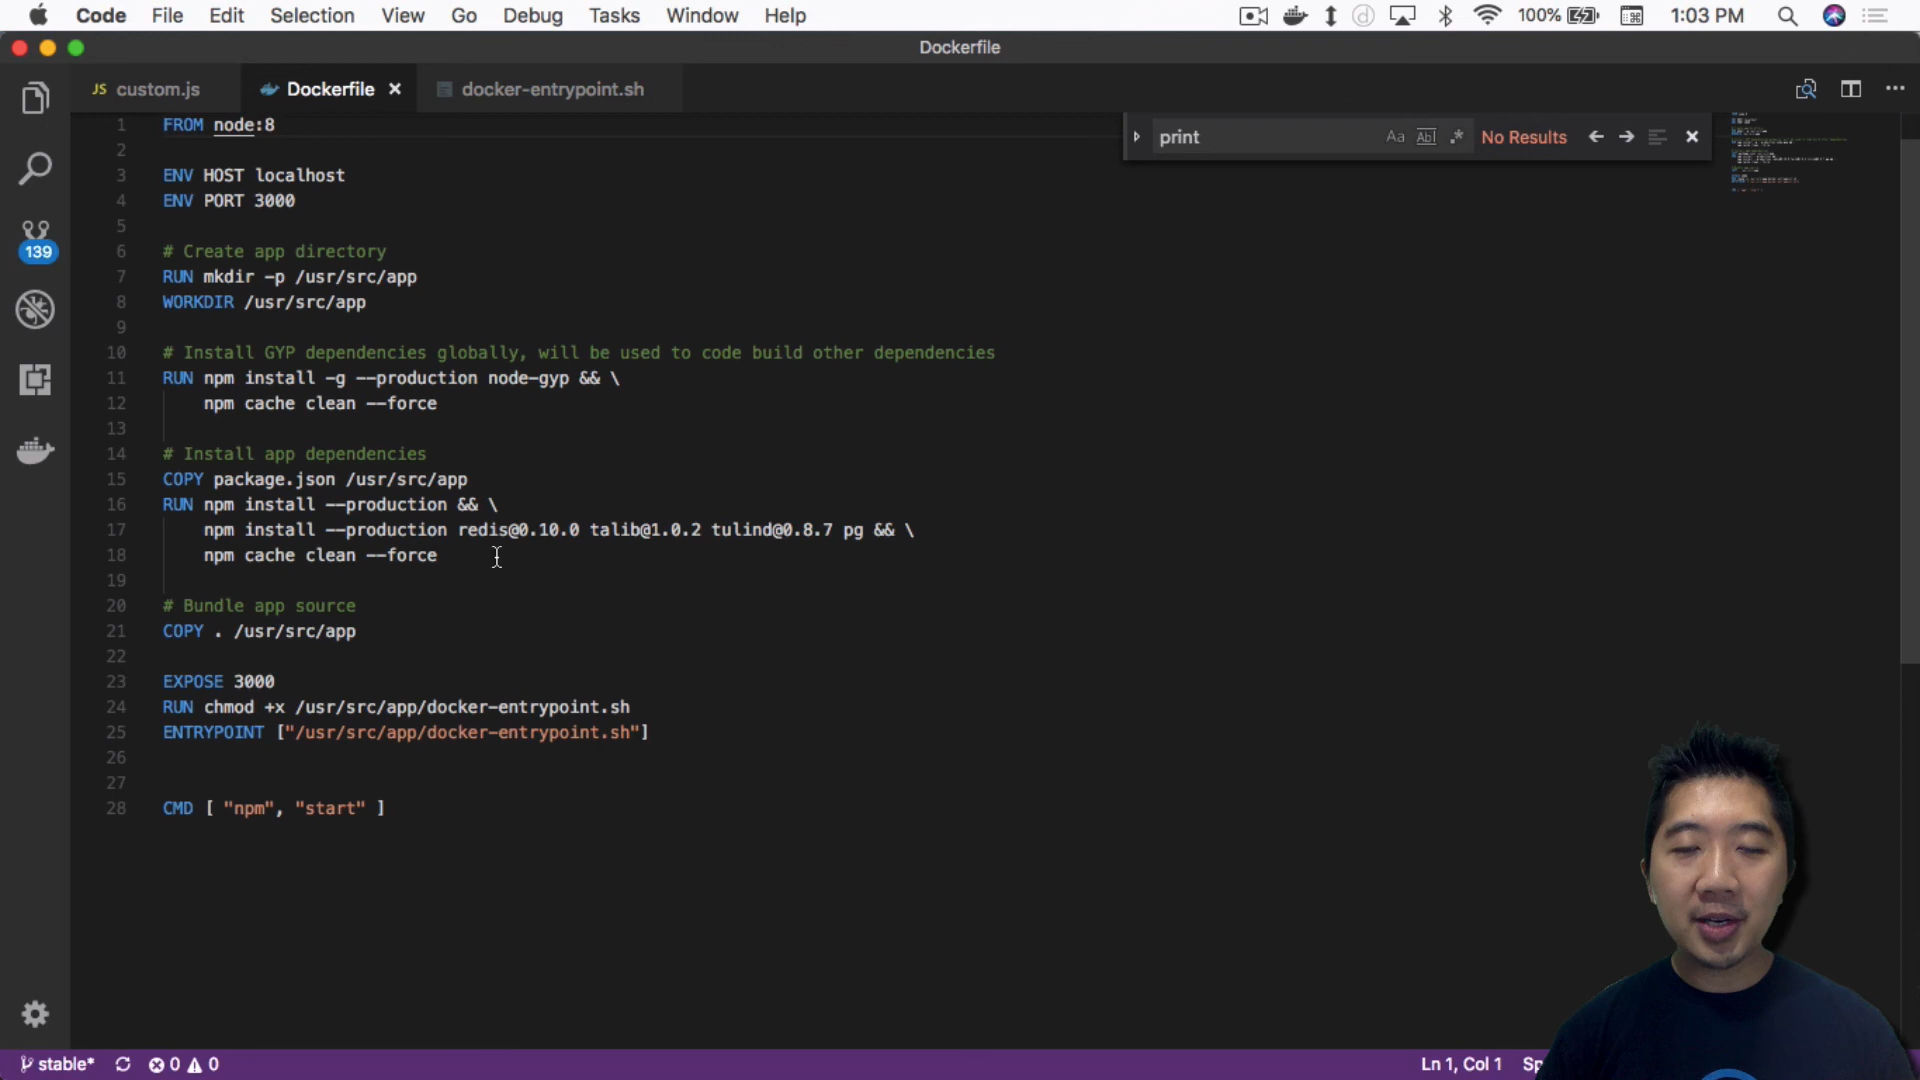 Code File Edit Selection View Go Debug Tasks Window Help 100% 1:03 PM
Dockerfile
JS custom.js Dockerfile docker-entrypoint.sh
print Aa Abl .* No Results
139
1 FROM node:8
2
3 ENV HOST localhost
4 ENV PORT 3000
5
6 # Create app directory
7 RUN mkdir -p /usr/src/app
8 WORKDIR /usr/src/app
9
10 # Install GYP dependencies globally, will be used to code build other dependencies
11 RUN npm install -g --production node-gyp && \
12 npm cache clean --force
13
14 # Install app dependencies
15 COPY package.json /usr/src/app
16 RUN npm install --production && \
17 npm install --production redis@0.10.0 talib@1.0.2 tulind@0.8.7 pg && \
18 npm cache clean --force
19
20 # Bundle app source
21 COPY . /usr/src/app
22
23 EXPOSE 3000
24 RUN chmod +x /usr/src/app/docker-entrypoint.sh
25 ENTRYPOINT ["/usr/src/app/docker-entrypoint.sh"]
26
27
28 CMD [ "npm", "start" ]
stable* 0 0 Ln 1, Col 1